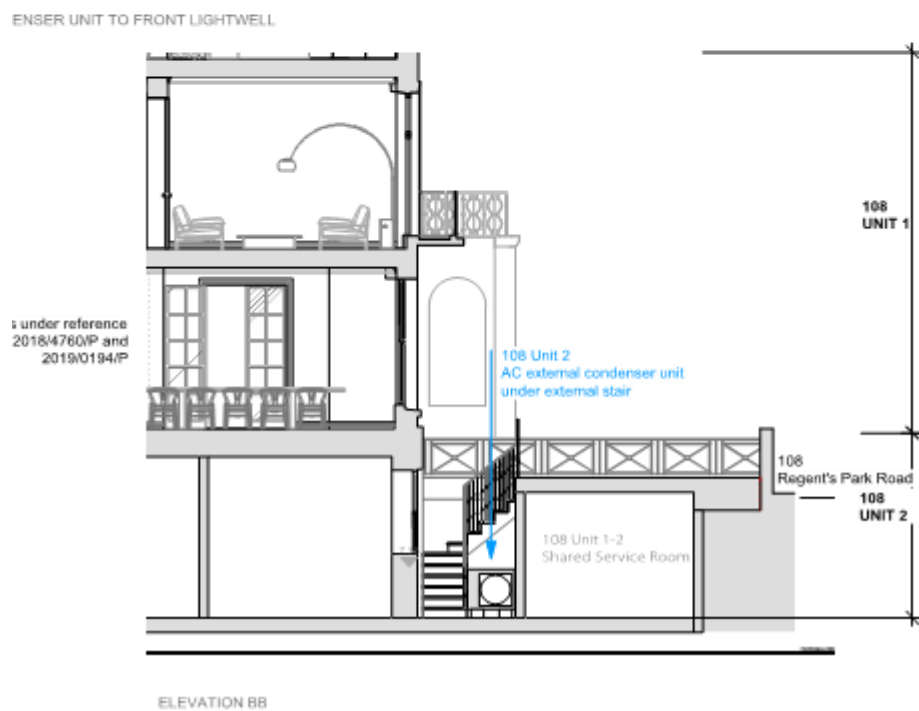 ENSER UNIT TO FRONT LIGHTWELL
108
UNIT 1
s under reference
2018/4760/P and
2019/0194/P
108 Unit 2
AC external condenser unit
under external stair
108
Regent's Park Road
108
UNIT 2
108 Unit 1-2
Shared Service Room
ELEVATION BB